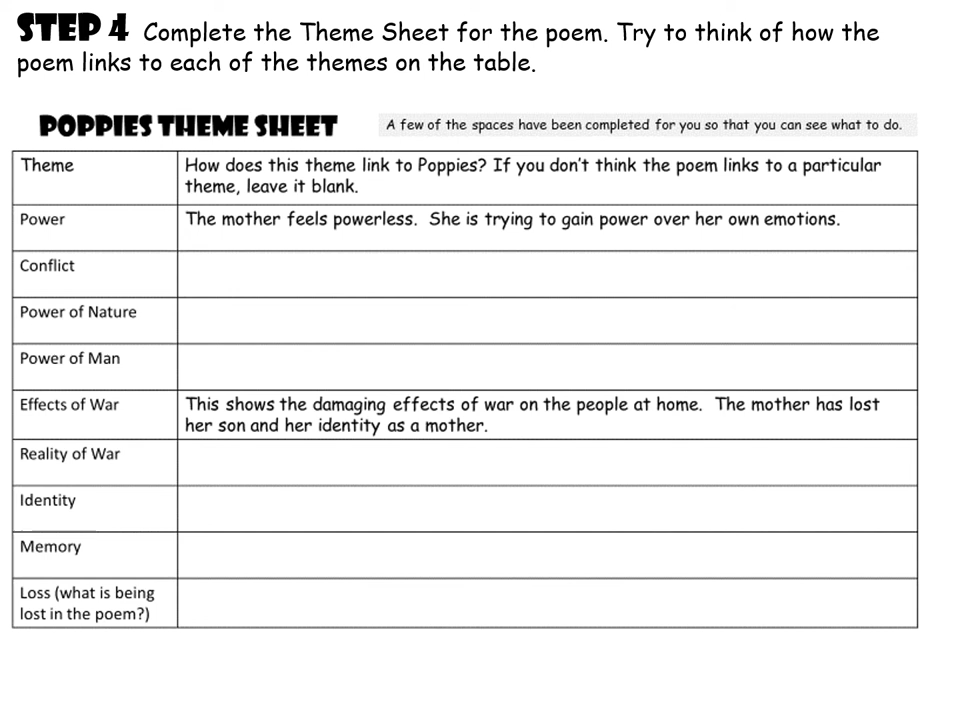 STEP 4 Complete the Theme Sheet for the poem. Try to think of how the
poem links to each of the themes on the table.
POPPIES THEME SHEET
A few of the spaces have been completed for you so that you can see what to do.
Theme
How does this theme link to Poppies? If you don't think the poem links to a particular
theme, leave it blank.
Power
The mother feels powerless. She is trying to gain power over her own emotions.
Conflict
Power of Nature
Power of Man
Effects of War
This shows the damaging effects of war on the people at home. The mother has lost
her son and her identity as a mother.
Reality of War
Identity
Memory
Loss (what is being
lost in the poem?)